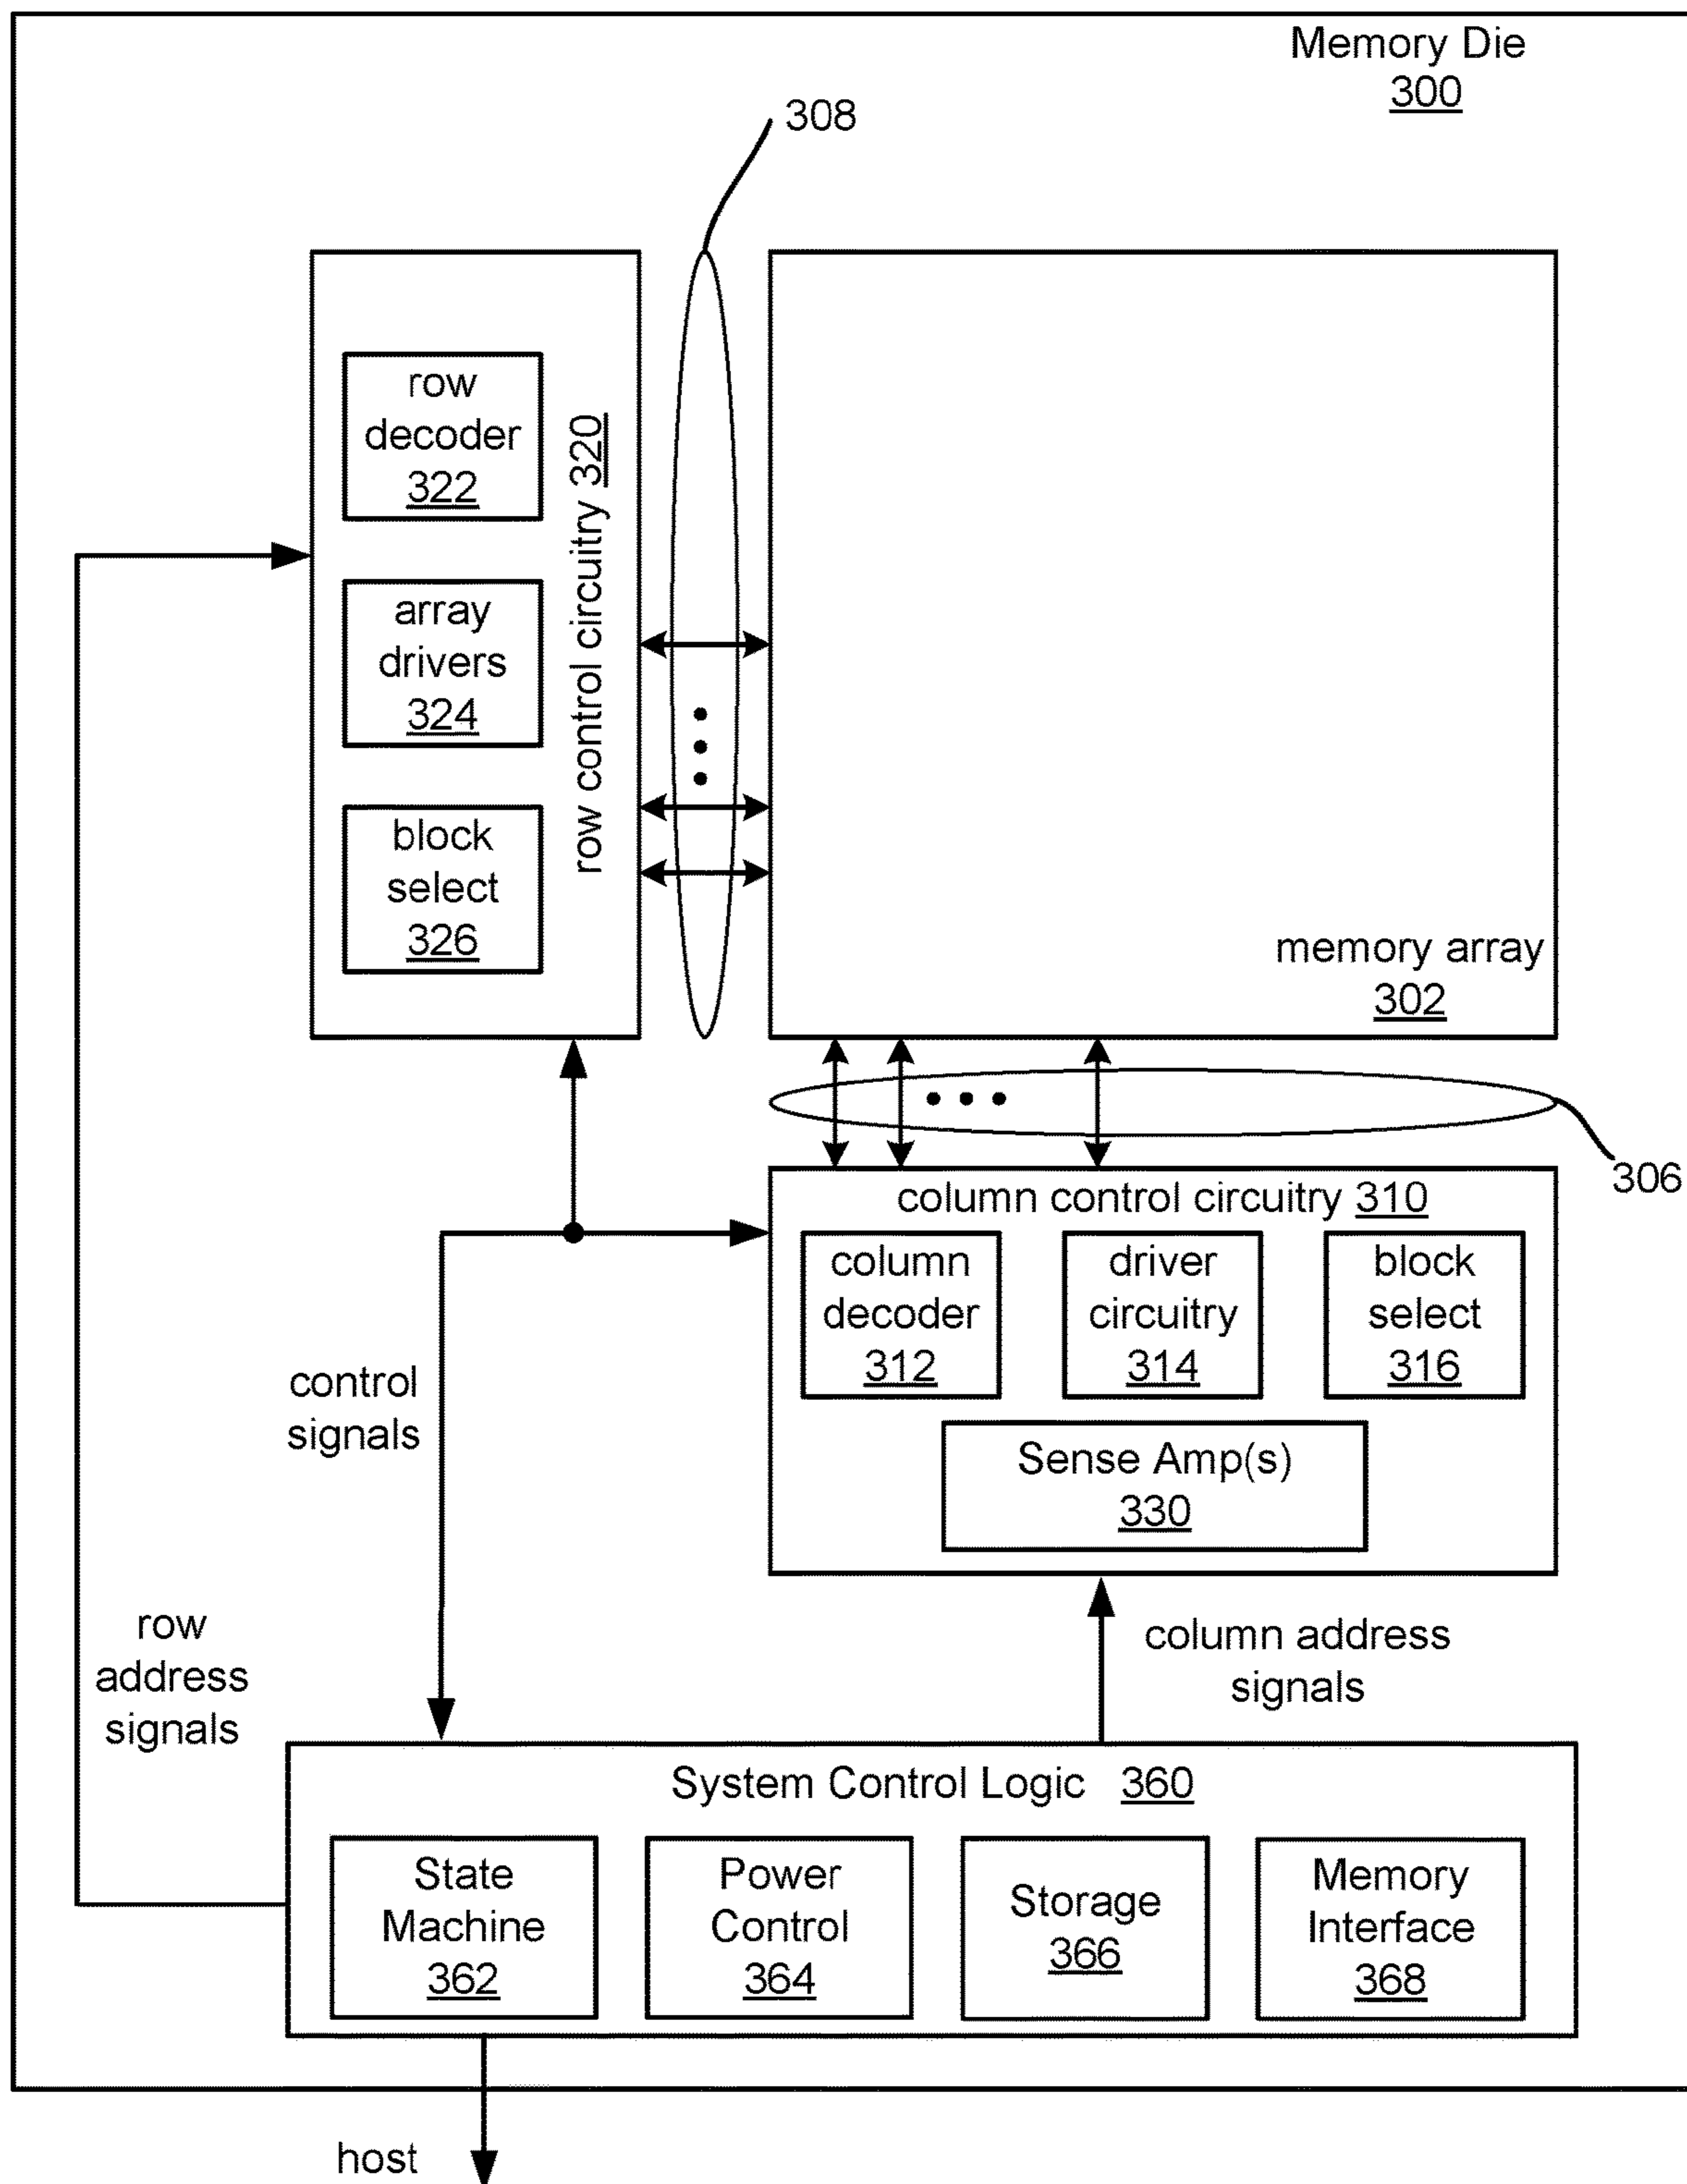 Memory Die
300
308
row
decoder
322
array
drivers
324
block
select
326
row control circuitry 320
memory array
302
306
column control circuitry 310
column
decoder
312
driver
circuitry
314
block
select
316
Sense Amp(s)
330
control
signals
row
address
signals
column address
signals
System Control Logic 360
State
Machine
362
Power
Control
364
Storage
366
Memory
Interface
368
host